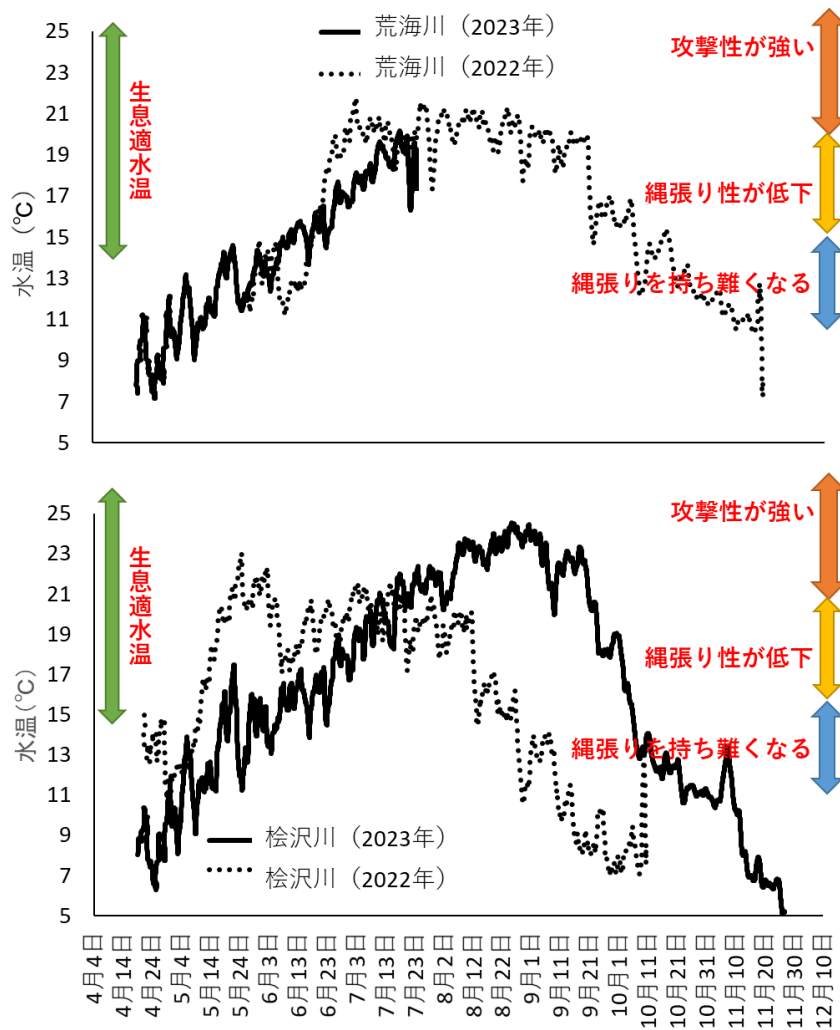 荒海川（2023年）
荒海川（2022年）
攻撃性が強い
生息適水温
縄張り性が低下
縄張りを持ち難くなる
水温（℃）
25
23
21
19
17
15
13
11
9
7
5
攻撃性が強い
生息適水温
縄張り性が低下
縄張りを持ち難くなる
水温（℃）
25
23
21
19
17
15
13
11
9
7
5
桧沢川（2023年）
桧沢川（2022年）
4月4日
4月14日
4月24日
5月4日
5月14日
5月24日
6月3日
6月13日
6月23日
7月3日
7月13日
7月23日
8月2日
8月12日
8月22日
9月1日
9月11日
9月21日
10月1日
10月11日
10月21日
10月31日
11月10日
11月20日
11月30日
12月10日